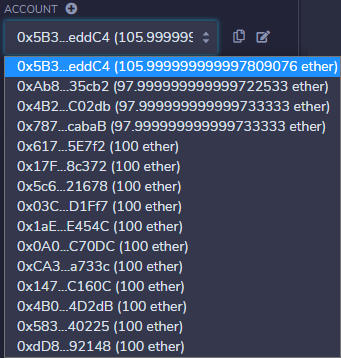 ACCOUNT
0x5B3...eddC4 (105.999999
0x5B3...eddC4 (105.999999999997809076 ether)
0xAb8...35cb2 (97.999999999999722533 ether)
0x4B2...C02db (97.999999999999733333 ether)
0x787...cabaB (97.999999999999733333 ether)
0x617...5E7f2 (100 ether)
0x17F...8c372 (100 ether)
0x5c6...21678 (100 ether)
0x03C...D1Ff7 (100 ether)
0x1aE...E454C (100 ether)
0x0A0...C70DC (100 ether)
0xCA3...a733c (100 ether)
0x147...C160C (100 ether)
0x4B0...4D2dB (100 ether)
0x583...40225 (100 ether)
0xdD8...92148 (100 ether)